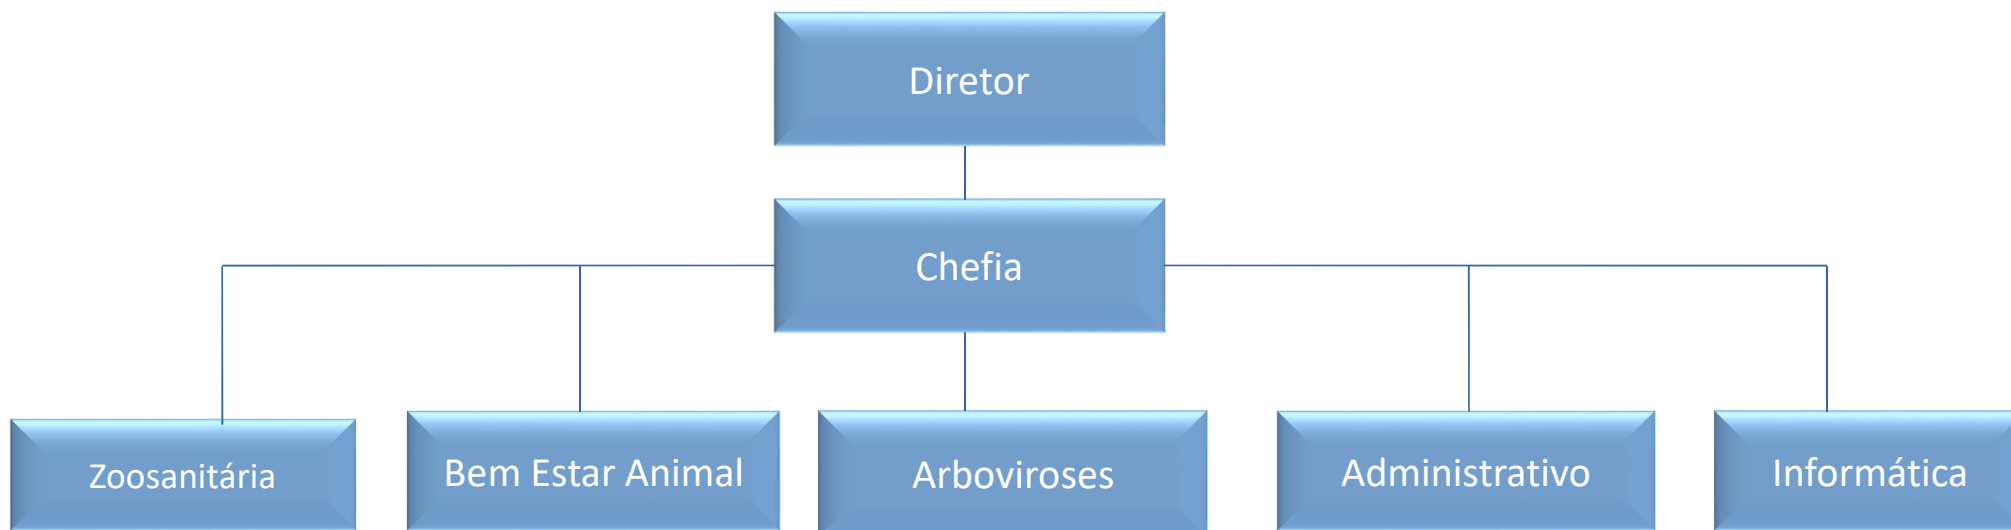 Diretor
Chefia
Zoosanitária
Bem Estar Animal
Arboviroses
Administrativo
Informática